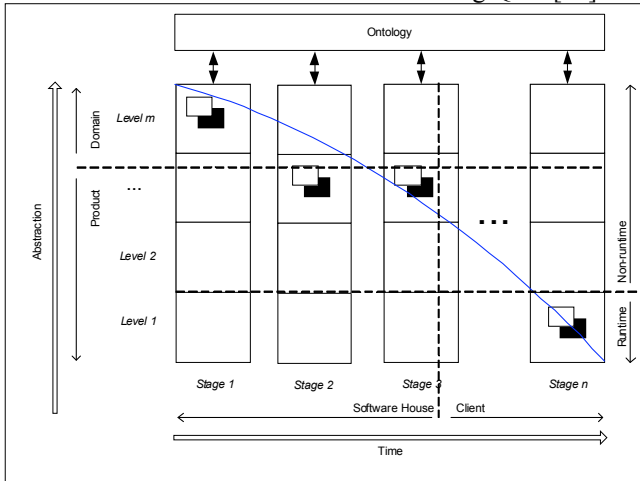 Ontology
Level m
Domain
...
Product
Level 2
Level 1
Abstraction
Non-runtime
Runtime
...
Stage 1
Stage 2
Stage 3
Stage n
Software House
Client
Time